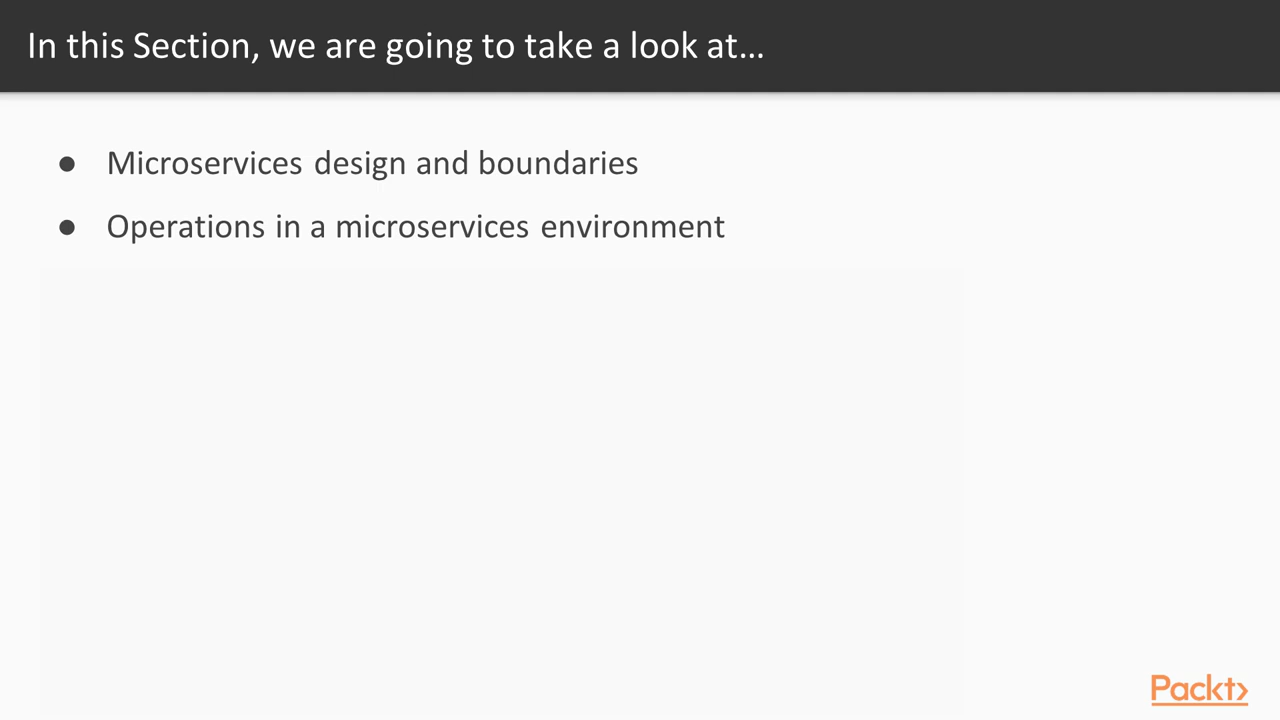 In this Section, we are going to take a look at...
● Microservices design and boundaries
● Operations in a microservices environment
Packt>